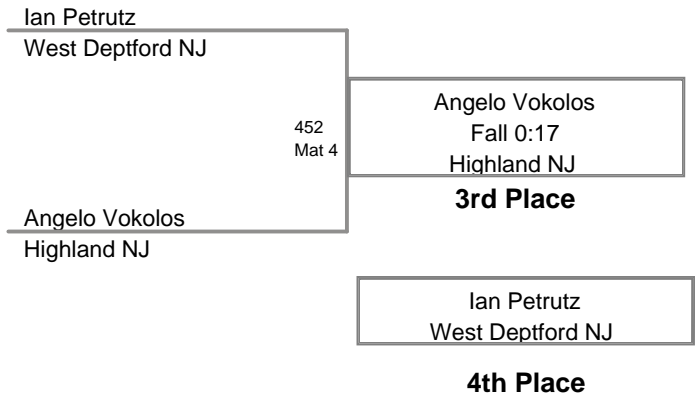 Ian Petrutz
West Deptford NJ
452
Mat 4
Angelo Vokolos
Fall 0:17
Highland NJ
3rd Place
Angelo Vokolos
Highland NJ
Ian Petrutz
West Deptford NJ
4th Place